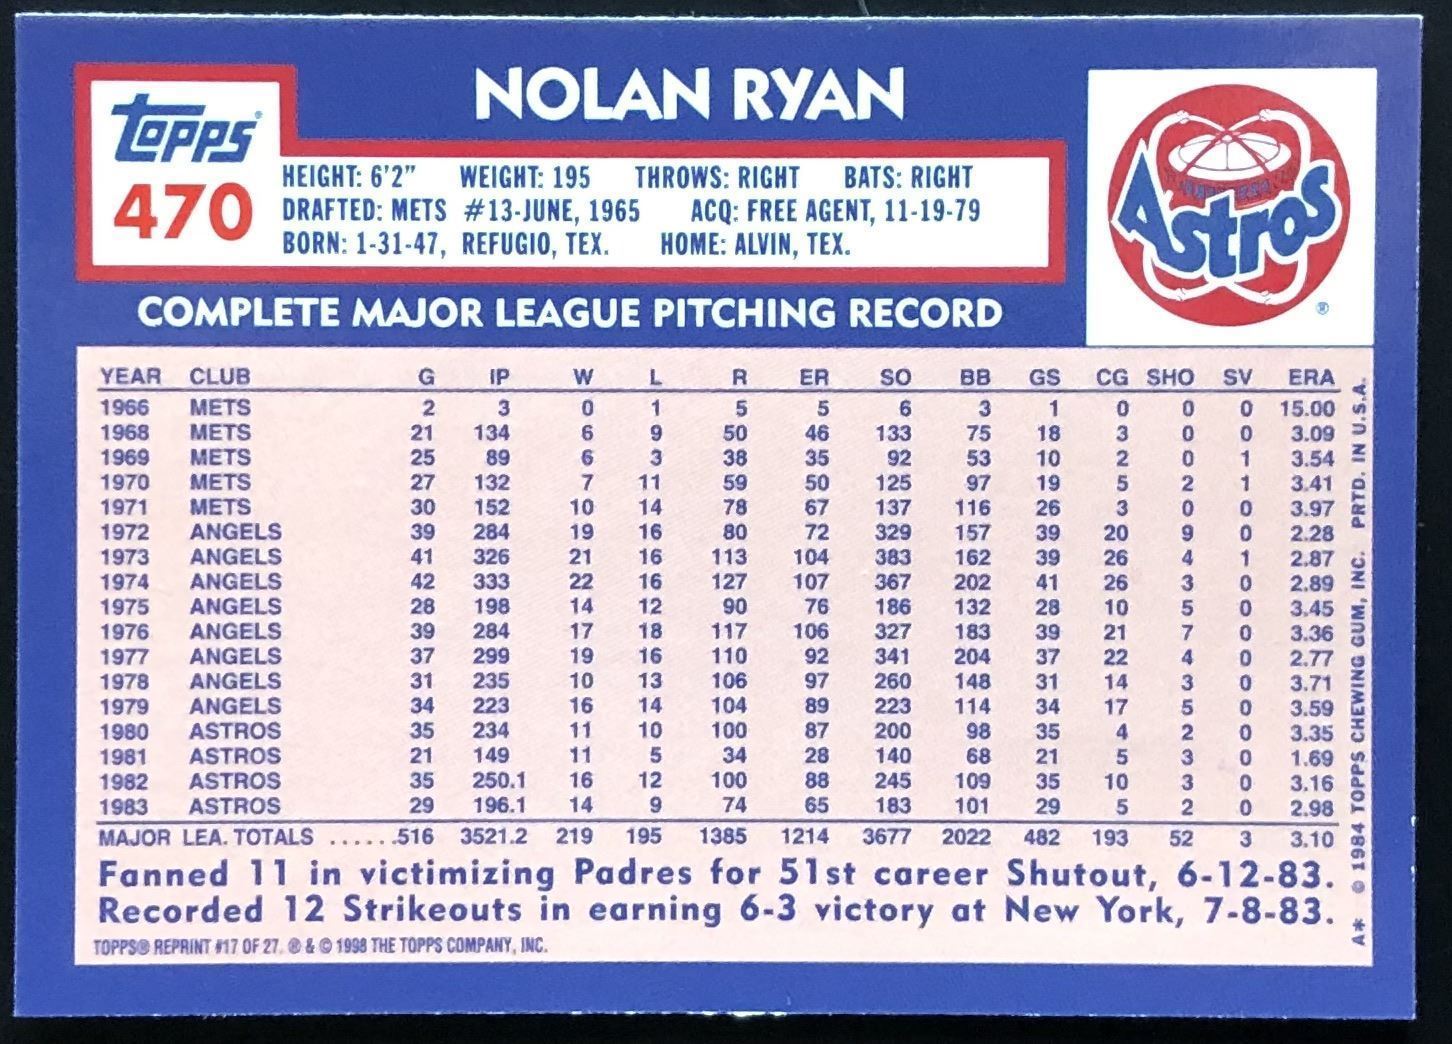 NOLAN RYAN
TOPPS®
470
HEIGHT: 6'2" WEIGHT: 195 THROWS: RIGHT BATS: RIGHT
DRAFTED: METS #13-JUNE, 1965 ACQ: FREE AGENT, 11-19-79
BORN: 1-31-47, REFUGIO, TEX. HOME: ALVIN, TEX.
Astros
®
COMPLETE MAJOR LEAGUE PITCHING RECORD
YEAR CLUB G IP W L R ER SO BB GS CG SHO SV ERA
1966 METS 2 3 0 1 5 5 6 3 1 0 0 0 15.00
1968 METS 21 134 6 9 50 46 133 75 18 3 0 0 3.09
1969 METS 25 89 6 3 38 35 92 53 10 2 0 1 3.54
1970 METS 27 132 7 11 59 50 125 97 19 5 2 1 3.41
1971 METS 30 152 10 14 78 67 137 116 26 3 0 0 3.97
1972 ANGELS 39 284 19 16 80 72 329 157 39 20 9 0 2.28
1973 ANGELS 41 326 21 16 113 104 383 162 39 26 4 1 2.87
1974 ANGELS 42 333 22 16 127 107 367 202 41 26 3 0 2.89
1975 ANGELS 28 198 14 12 90 76 186 132 28 10 5 0 3.45
1976 ANGELS 39 284 17 18 117 106 327 183 39 21 7 0 3.36
1977 ANGELS 37 299 19 16 110 92 341 204 37 22 4 0 2.77
1978 ANGELS 31 235 10 13 106 97 260 148 31 14 3 0 3.71
1979 ANGELS 34 223 16 14 104 89 223 114 34 17 5 0 3.59
1980 ASTROS 35 234 11 10 100 87 200 98 35 4 2 0 3.35
1981 ASTROS 21 149 11 5 34 28 140 68 21 5 3 0 1.69
1982 ASTROS 35 250.1 16 12 100 88 245 109 35 10 3 0 3.16
1983 ASTROS 29 196.1 14 9 74 65 183 101 29 5 2 0 2.98
MAJOR LEA. TOTALS ......516 3521.2 219 195 1385 1214 3677 2022 482 193 52 3 3.10
Fanned 11 in victimizing Padres for 51st career Shutout, 6-12-83.
Recorded 12 Strikeouts in earning 6-3 victory at New York, 7-8-83.
TOPPS® REPRINT #17 OF 27. ® & © 1998 THE TOPPS COMPANY, INC.
A* © 1984 TOPPS CHEWING GUM, INC. PRTD. IN U.S.A.